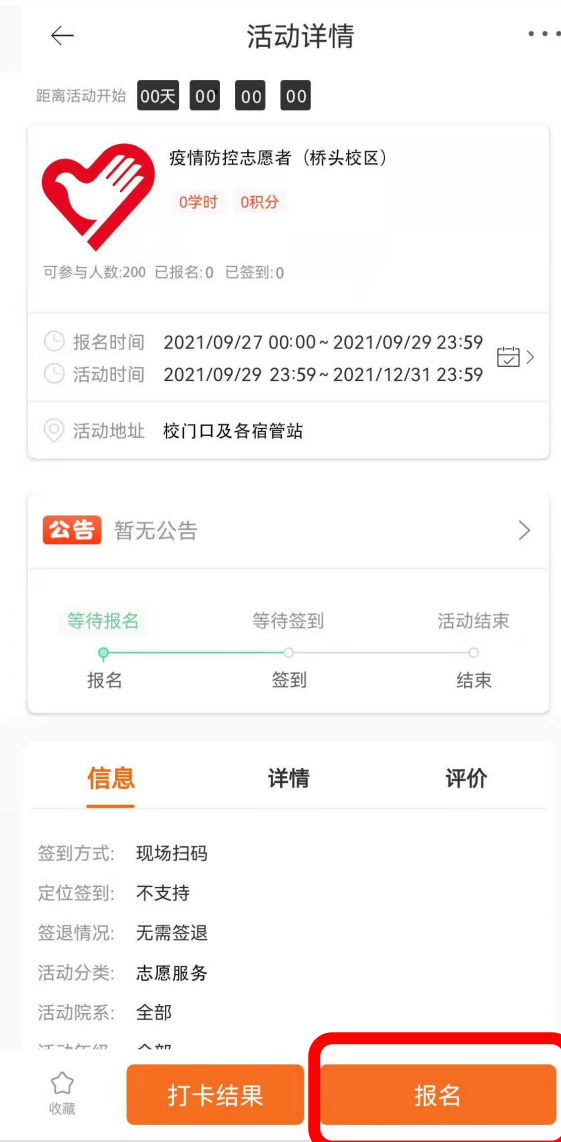 活动详情
距离活动开始 00天 00 00 00
疫情防控志愿者（桥头校区）
0学时 0积分
可参与人数:200 已报名:0 已签到:0
报名时间 2021/09/27 00:00~2021/09/29 23:59
活动时间 2021/09/29 23:59~2021/12/31 23:59
活动地址 校门口及各宿管站
公告 暂无公告
等待报名 等待签到 活动结束
报名 签到 结束
信息 详情 评价
签到方式: 现场扫码
定位签到: 不支持
签退情况: 无需签退
活动分类: 志愿服务
活动院系: 全部
活动年级: 全部
收藏 打卡结果 报名